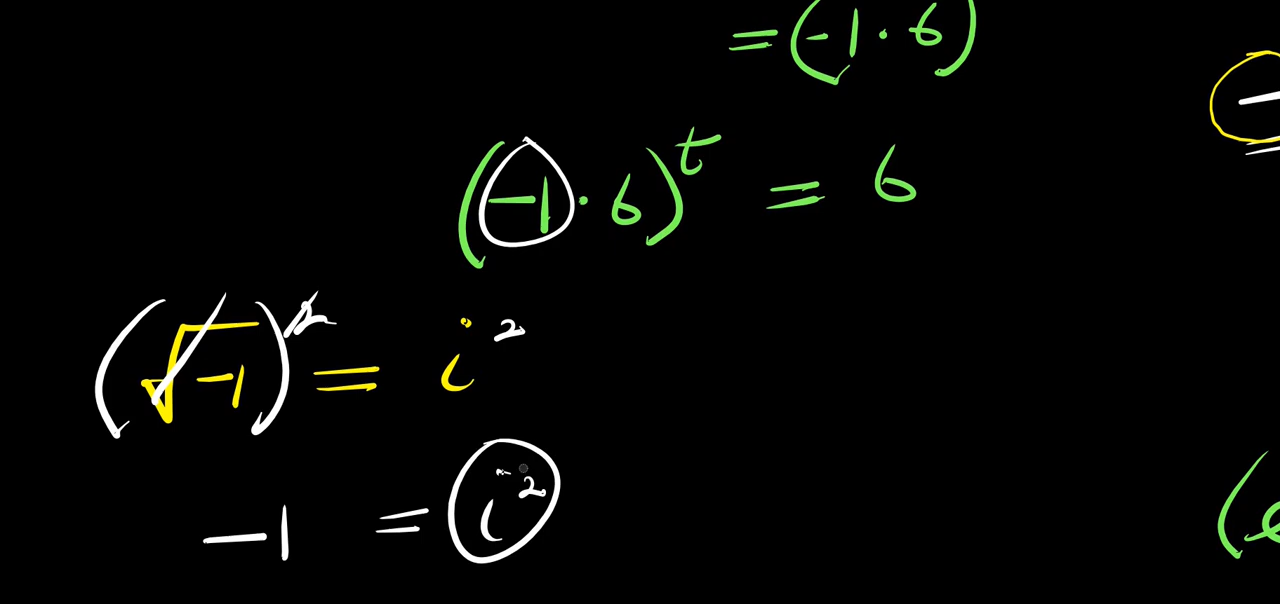 = (-1 · 6)
(-1 · 6)^t = 6
(√-1)^2 = i^2
-1 = i^2